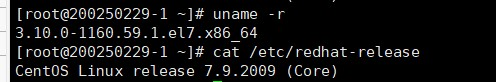 [root@200250229-1 ~]# uname -r
3.10.0-1160.59.1.el7.x86_64
[root@200250229-1 ~]# cat /etc/redhat-release
CentOS Linux release 7.9.2009 (Core)